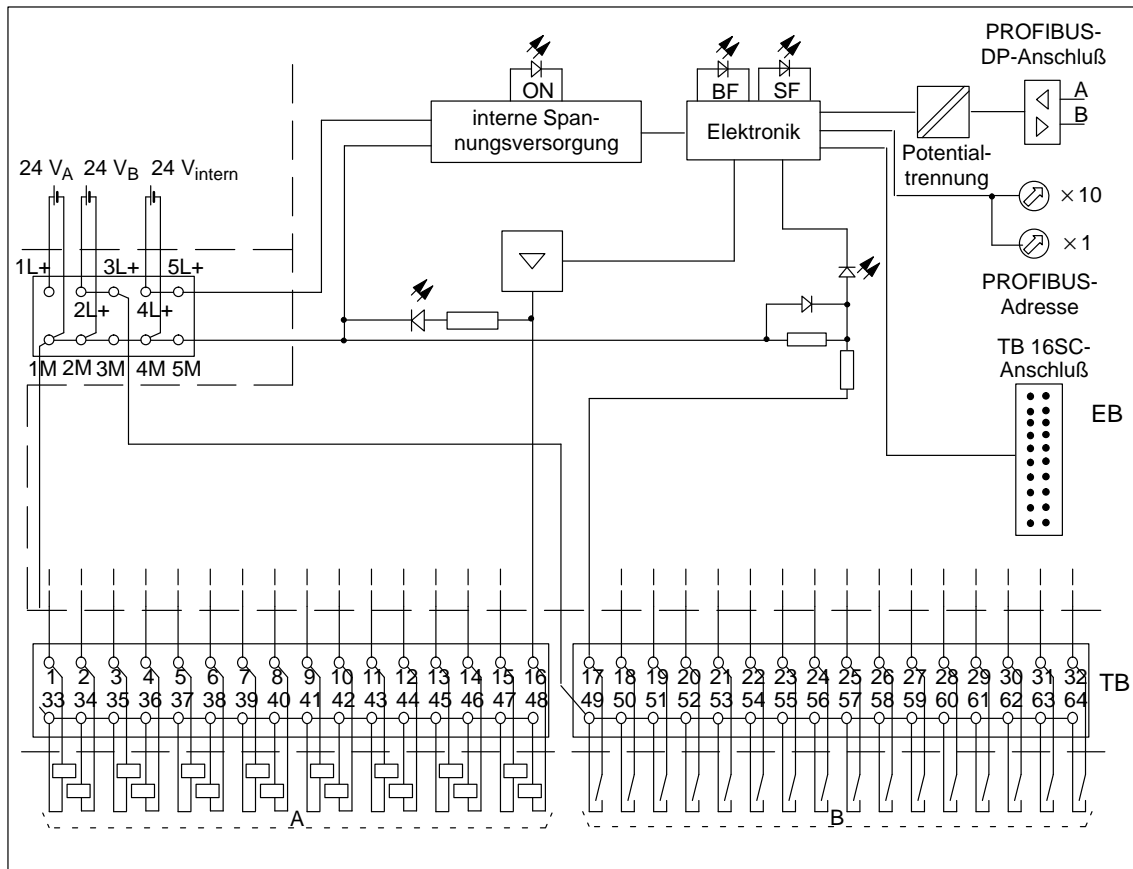 PROFIBUS-
DP-Anschluß
ON
BF
SF
A
B
interne Span-
nungsversorgung
Elektronik
Potential-
trennung
24 VA
24 VB
24 Vintern
×10
×1
1L+
3L+
5L+
2L+
4L+
PROFIBUS-
Adresse
1M 2M 3M 4M 5M
TB 16SC-
Anschluß
EB
1 2 3 4 5 6 7 8 9 10 11 12 13 14 15 16
17 18 19 20 21 22 23 24 25 26 27 28 29 30 31 32
TB
33 34 35 36 37 38 39 40 41 42 43 44 45 46 47 48
49 50 51 52 53 54 55 56 57 58 59 60 61 62 63 64
A
B